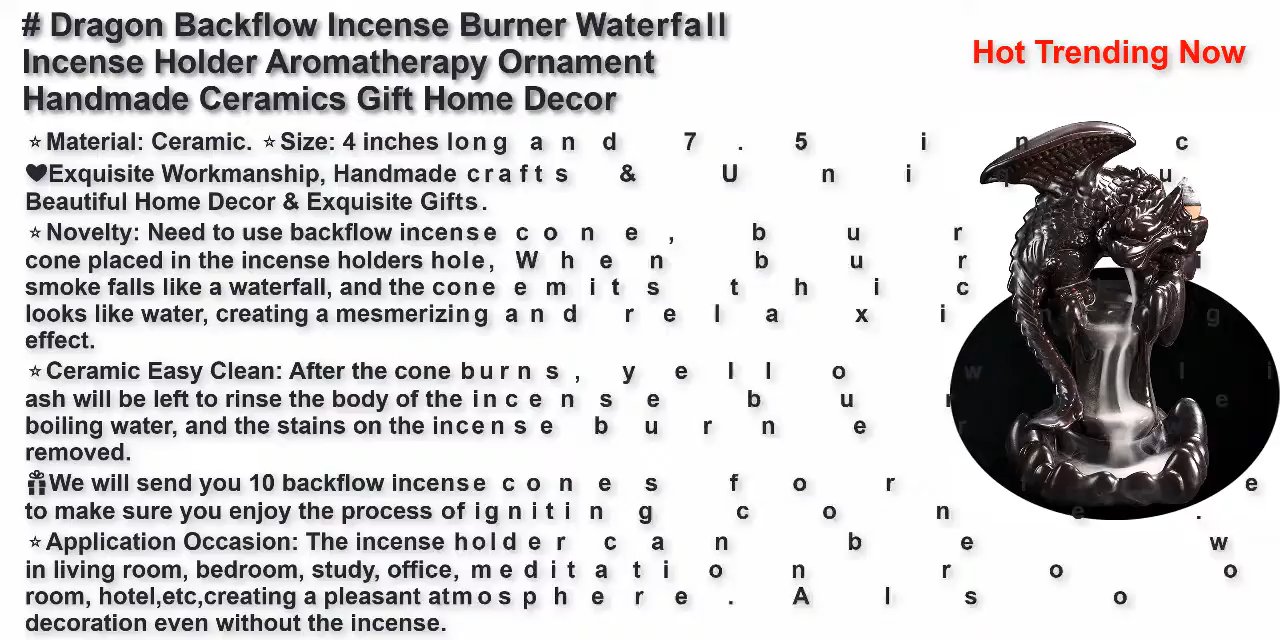 # Dragon Backflow Incense Burner Waterfall
Incense Holder Aromatherapy Ornament
Handmade Ceramics Gift Home Decor
Hot Trending Now
⭐Material: Ceramic. ⭐Size: 4 inches long and 7.5 inc
❤Exquisite Workmanship, Handmade crafts & Uniqu
Beautiful Home Decor & Exquisite Gifts.
⭐Novelty: Need to use backflow incense cone, bur
cone placed in the incense holders hole, When bur i
smoke falls like a waterfall, and the cone emits thic
looks like water, creating a mesmerizing and relaxing
effect.
⭐Ceramic Easy Clean: After the cone burns, yellow li
ash will be left to rinse the body of the incense burne
boiling water, and the stains on the incense burner
removed.
🎁We will send you 10 backflow incense cones for e
to make sure you enjoy the process of igniting cone.
⭐Application Occasion: The incense holder can be w
in living room, bedroom, study, office, meditation roo
room, hotel,etc,creating a pleasant atmosphere. Also
decoration even without the incense.